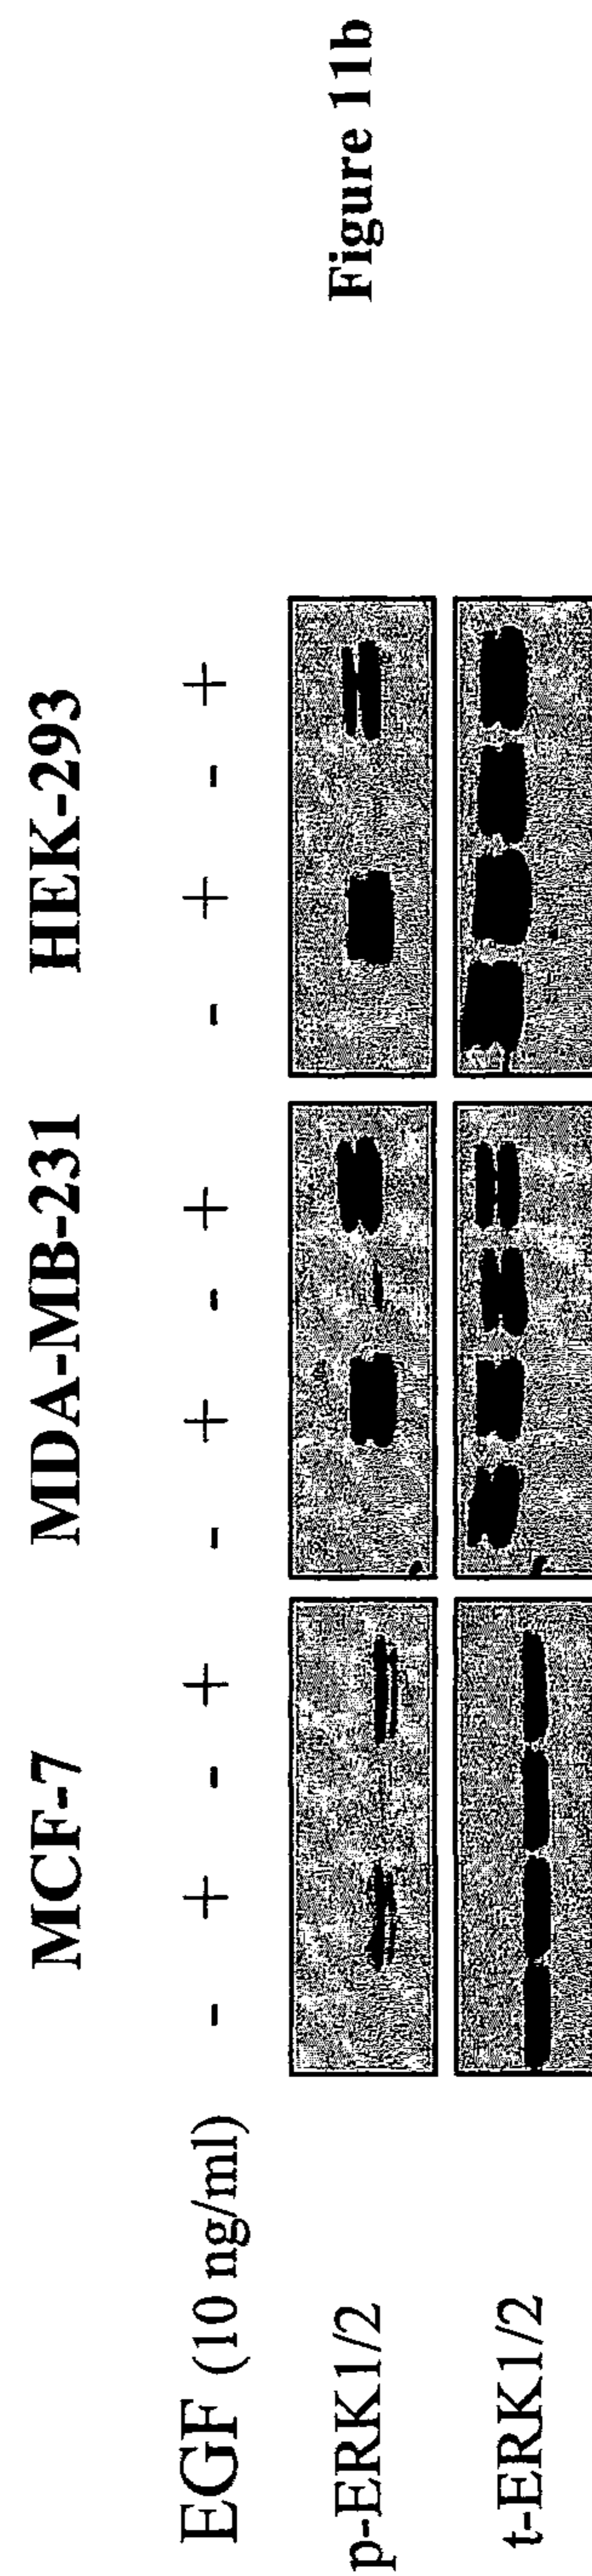 MCF-7 MDA-MB-231 HEK-293
EGF (10 ng/ml) - + - + - + - + - + - +
p-ERK1/2
t-ERK1/2
Figure 11b